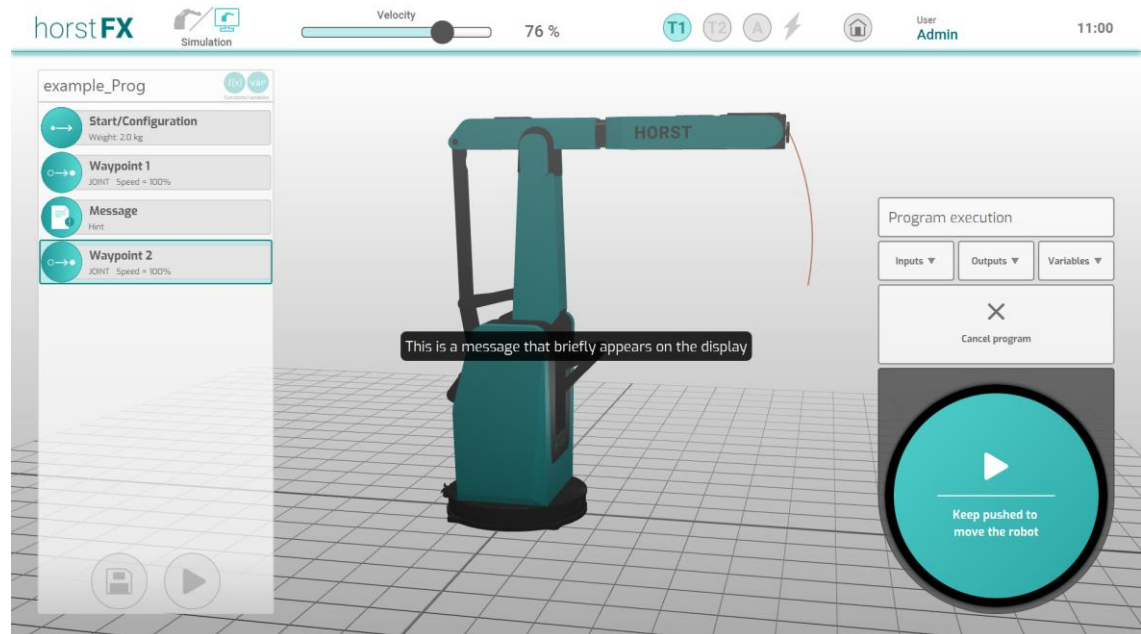 horstFX
Simulation
Velocity
76 %
T1
T2
A
User
Admin
11:00
example_Prog
f(x)
var
Functions/variables
Start/Configuration
Weight: 2.0 kg
Waypoint 1
JOINT Speed = 100%
Message
Hint
Waypoint 2
JOINT Speed = 100%
HORST
This is a message that briefly appears on the display
Program execution
Inputs ▼
Outputs ▼
Variables ▼
Cancel program
Keep pushed to
move the robot